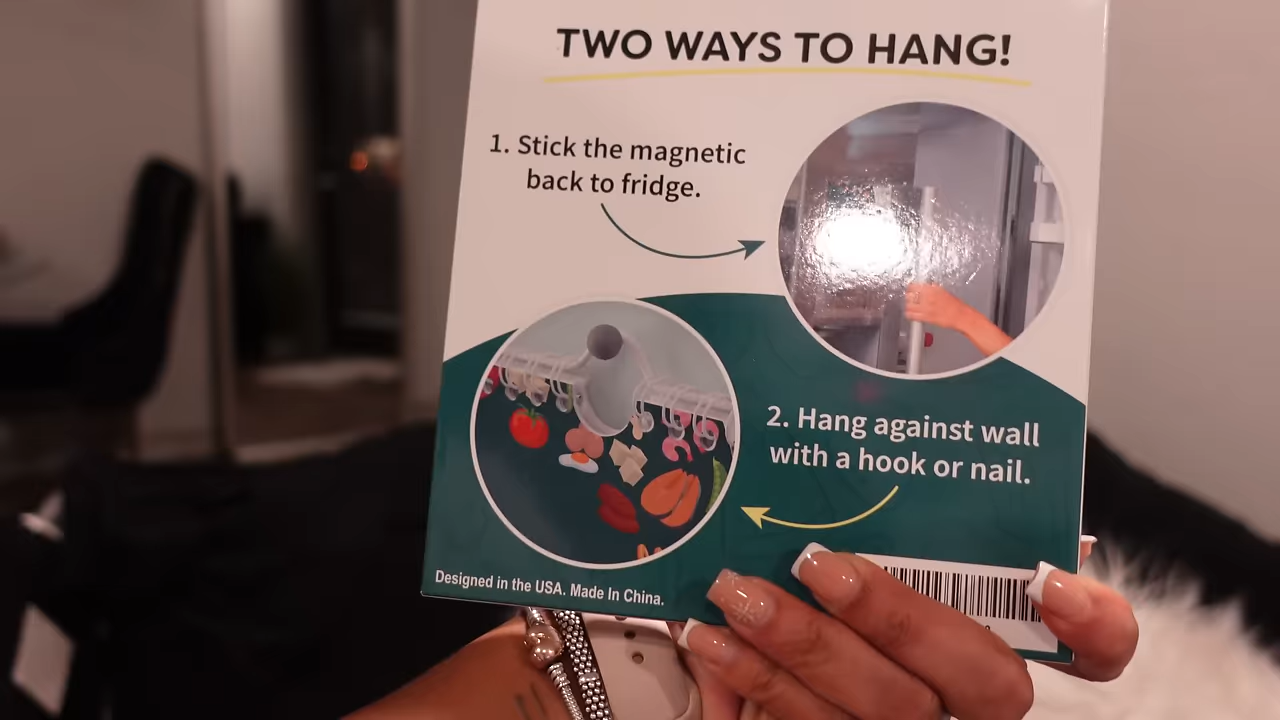 TWO WAYS TO HANG!
1. Stick the magnetic
back to fridge.
2. Hang against wall
with a hook or nail.
Designed in the USA. Made In China.